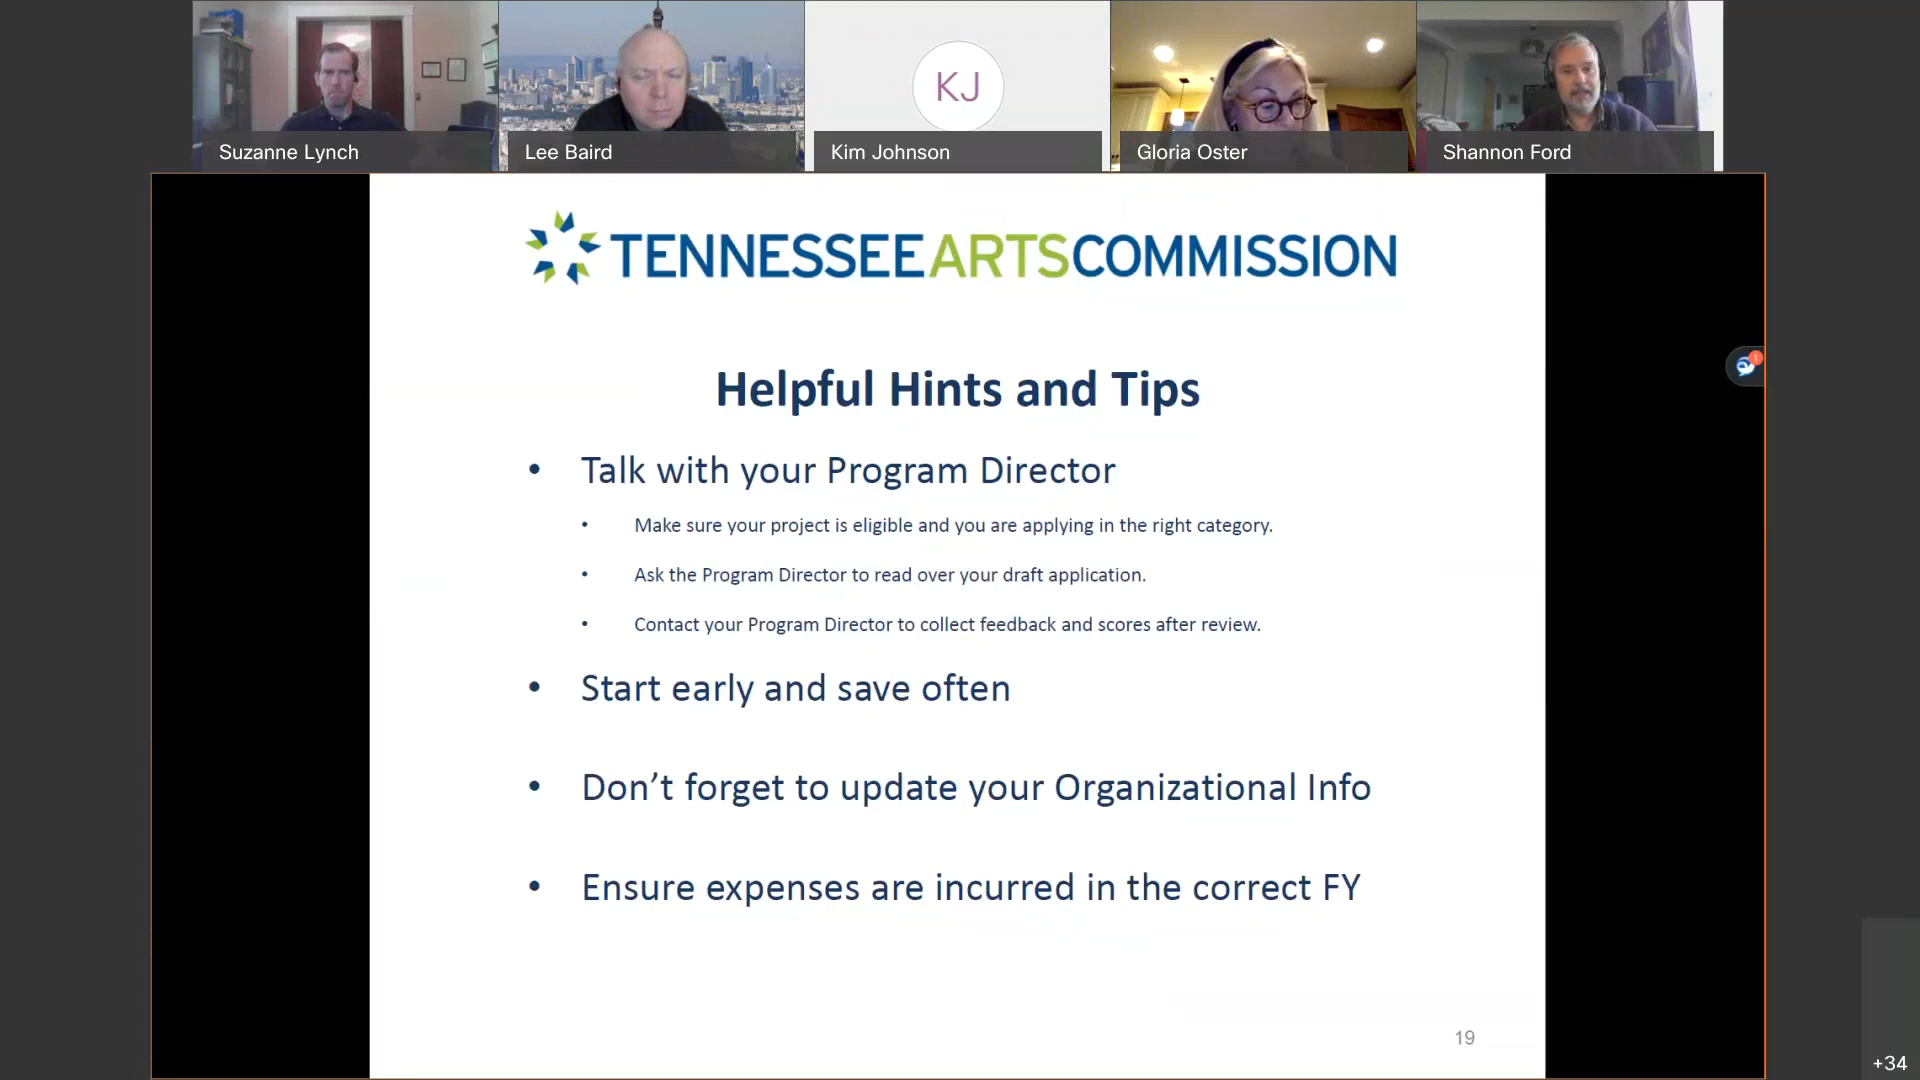 Suzanne Lynch
Lee Baird
KJ
Kim Johnson
Gloria Oster
Shannon Ford
TENNESSEEARTSCOMMISSION
1
Helpful Hints and Tips
• Talk with your Program Director
• Make sure your project is eligible and you are applying in the right category.
• Ask the Program Director to read over your draft application.
• Contact your Program Director to collect feedback and scores after review.
• Start early and save often
• Don’t forget to update your Organizational Info
• Ensure expenses are incurred in the correct FY
19
+34